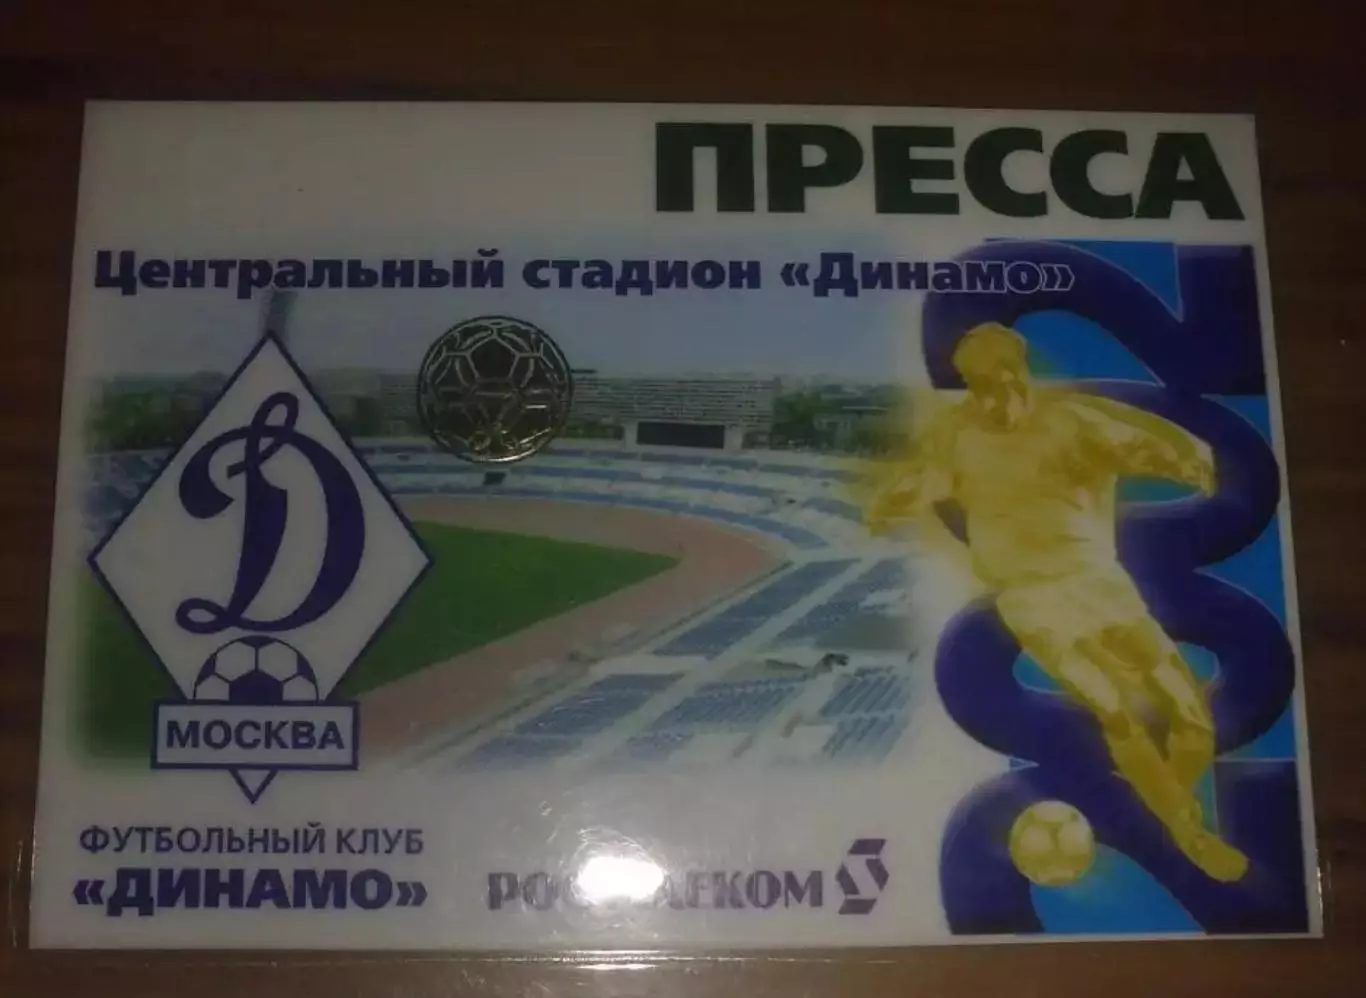 ПРЕССА
Центральный стадион «Динамо»
Д
МОСКВА
ФУТБОЛЬНЫЙ КЛУБ
«ДИНАМО»